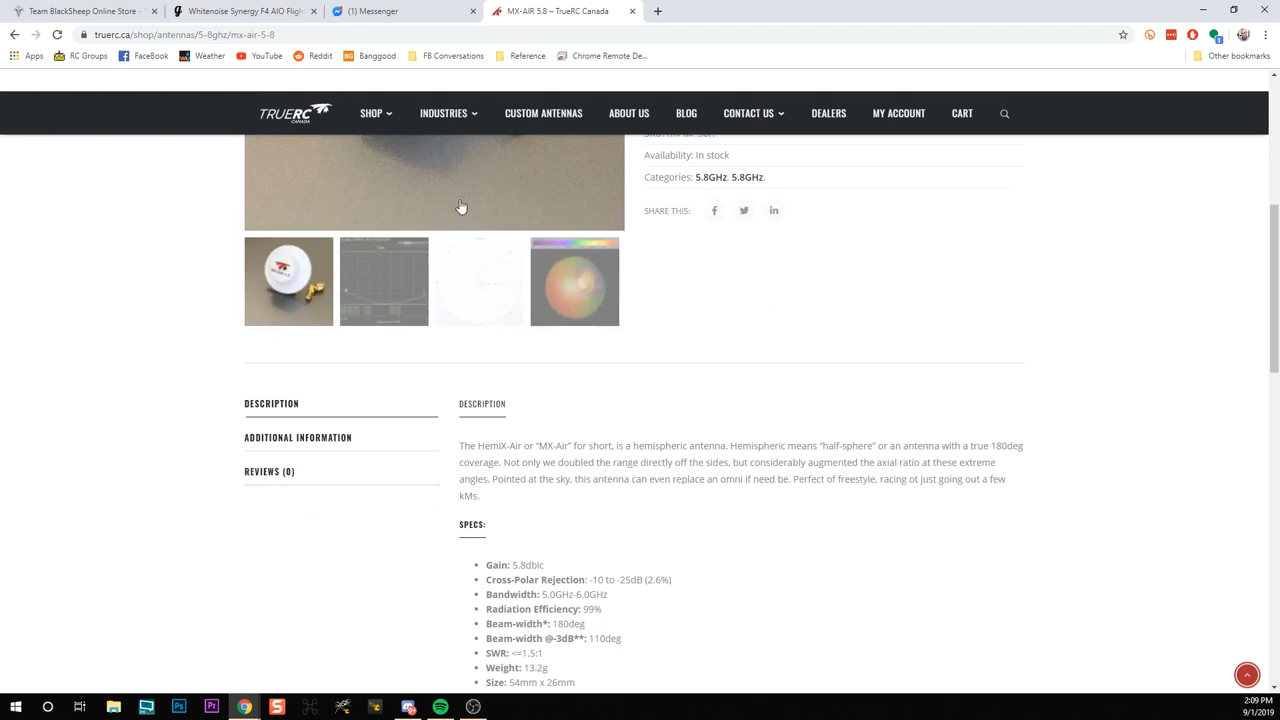 Team BlackSheep Online Store -
Whitenoise Synergy F4 AIO Fligh
(1) Messenger
MX-AIR 5.8 ~ TrueRC Canada
truerc.ca/shop/antennas/5-8ghz/mx-air-5-8
Apps
RC Groups
FaceBook
Weather
YouTube
Reddit
Banggood
FB Conversations
Reference
Chrome Remote De...
Other bookmarks
TRUERC
CANADA
SHOP
INDUSTRIES
CUSTOM ANTENNAS
ABOUT US
BLOG
CONTACT US
DEALERS
MY ACCOUNT
CART
Availability: In stock
Categories: 5.8GHz, 5.8GHz.
SHARE THIS:
DESCRIPTION
ADDITIONAL INFORMATION
REVIEWS (0)
DESCRIPTION
The HemiX-Air or “MX-Air” for short, is a hemispheric antenna. Hemispheric means “half-sphere” or an antenna with a true 180deg
coverage. Not only we doubled the range directly off the sides, but considerably augmented the axial ratio at these extreme
angles. Pointed at the sky, this antenna can even replace an omni if need be. Perfect of freestyle, racing ot just going out a few
kMs.
SPECS:
Gain: 5.8dbic
Cross-Polar Rejection: -10 to -25dB (2.6%)
Bandwidth: 5.0GHz-6.0GHz
Radiation Efficiency: 99%
Beam-width*: 180deg
Beam-width @-3dB**: 110deg
SWR: <=1.5:1
Weight: 13.2g
Size: 54mm x 26mm
2:09 PM
9/1/2019